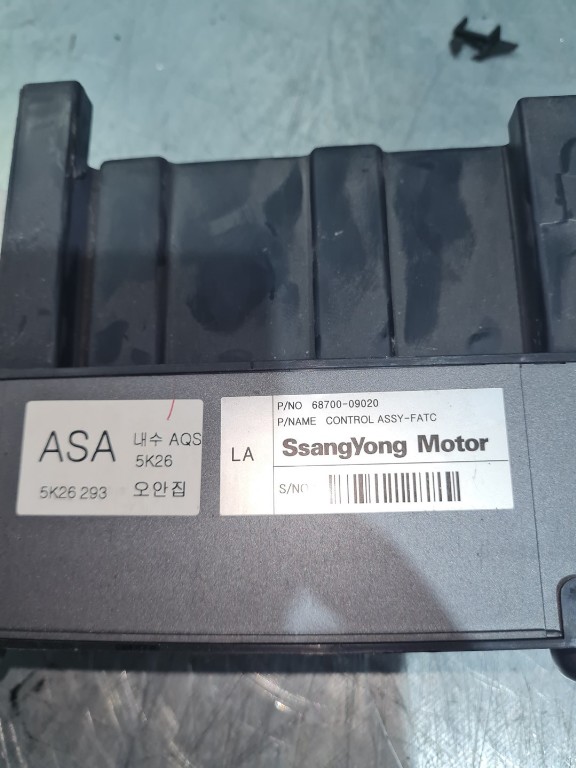 ASA 내수 AQS
5K26
5K26 293 오안집
LA
P/NO 68700-09020
P/NAME CONTROL ASSY-FATC
SsangYong Motor
S/NO